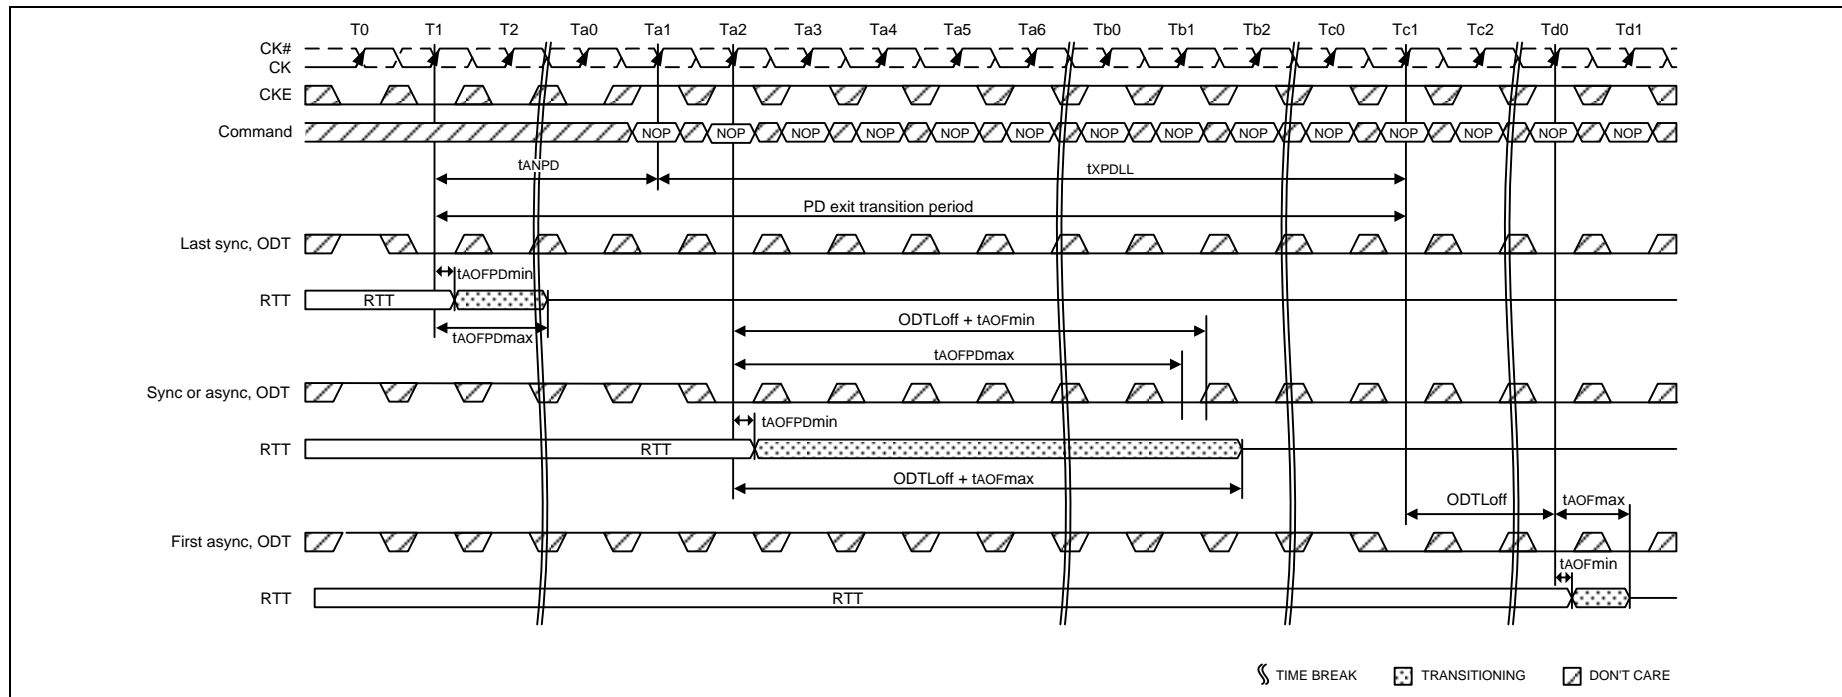 T0 T1 T2 Ta0 Ta1 Ta2 Ta3 Ta4 Ta5 Ta6 Tb0 Tb1 Tb2 Tc0 Tc1 Tc2 Td0 Td1
CK#
CK
CKE
Command NOP NOP NOP NOP NOP NOP NOP NOP NOP NOP NOP NOP NOP NOP
tANPD tXPDLL
PD exit transition period
Last sync, ODT
tAOFPDmin
RTT RTT
ODTLoff + tAOFmin
tAOFPDmax
tAOFPDmax
Sync or async, ODT
tAOFPDmin
RTT RTT
ODTLoff + tAOFmax
ODTLoff tAOFmax
First async, ODT
tAOFmin
RTT RTT
TIME BREAK TRANSITIONING DON'T CARE